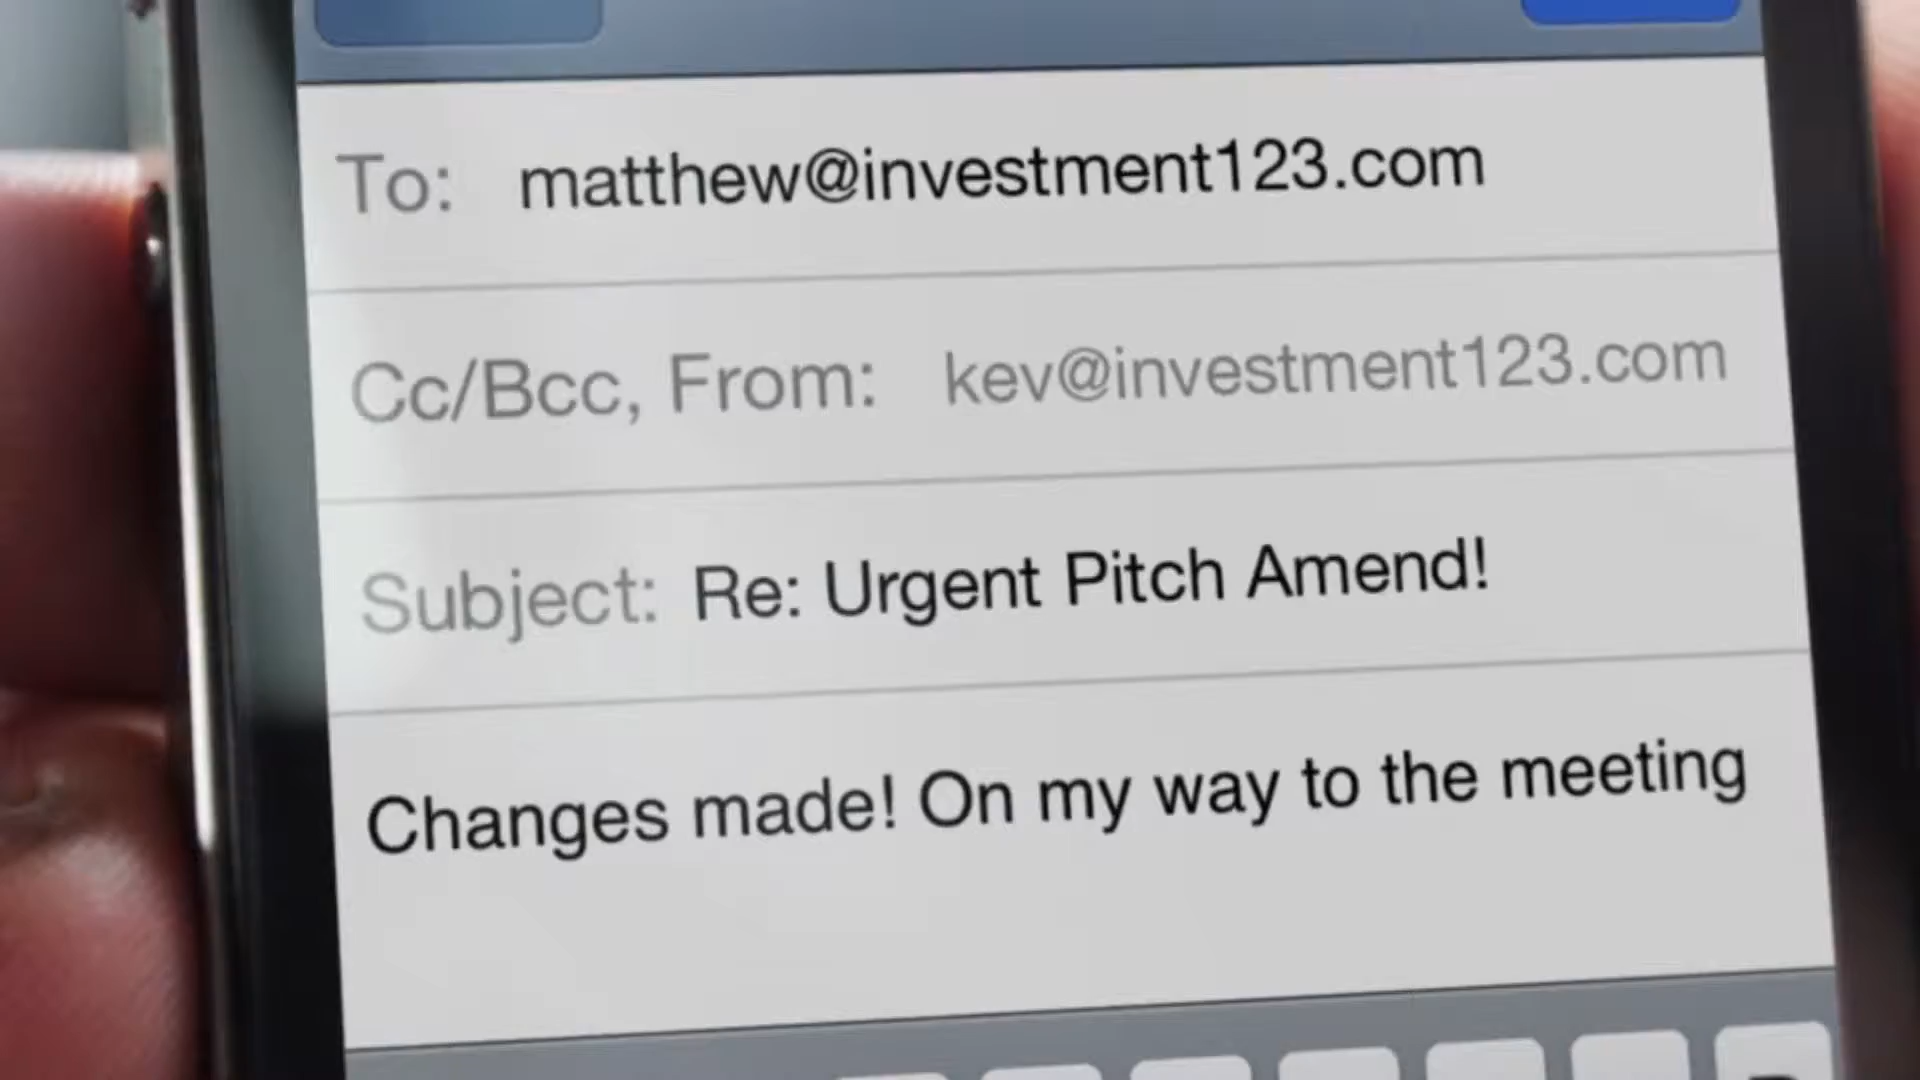 To: matthew@investment123.com
Cc/Bcc, From: kev@investment123.com
Subject: Re: Urgent Pitch Amend!
Changes made! On my way to the meeting